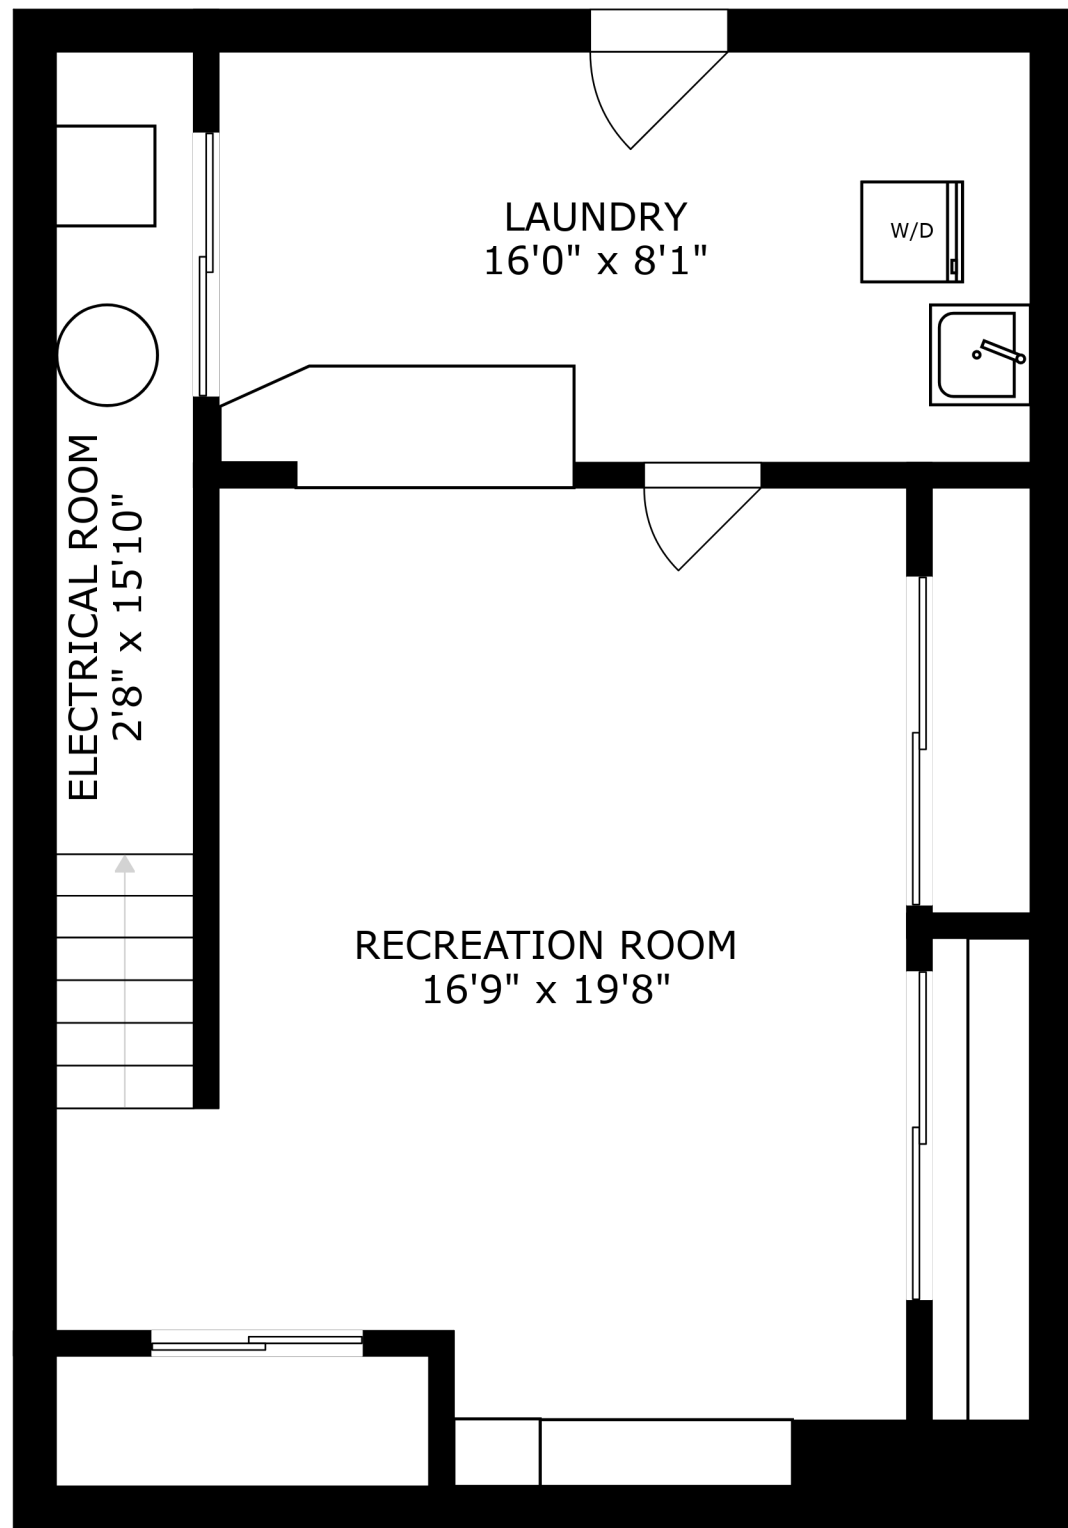 LAUNDRY
16'0" x 8'1"
W/D
ELECTRICAL ROOM
2'8" x 15'10"
RECREATION ROOM
16'9" x 19'8"